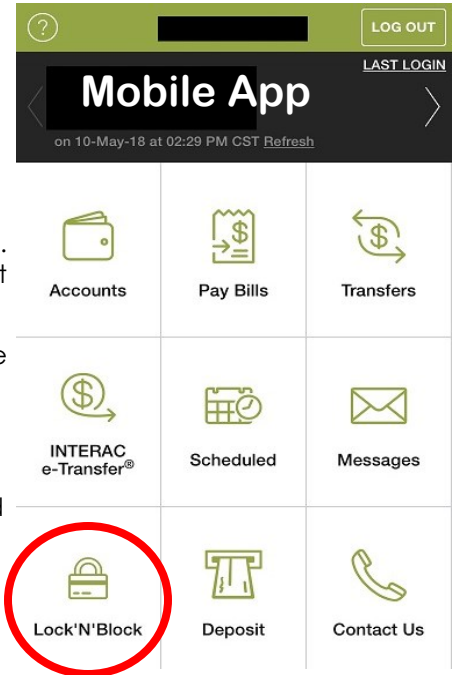 ?
LOG OUT
LAST LOGIN
Mobile App
on 10-May-18 at 02:29 PM CST Refresh
Accounts
Pay Bills
Transfers
INTERAC
e-Transfer®
Scheduled
Messages
Lock'N'Block
Deposit
Contact Us